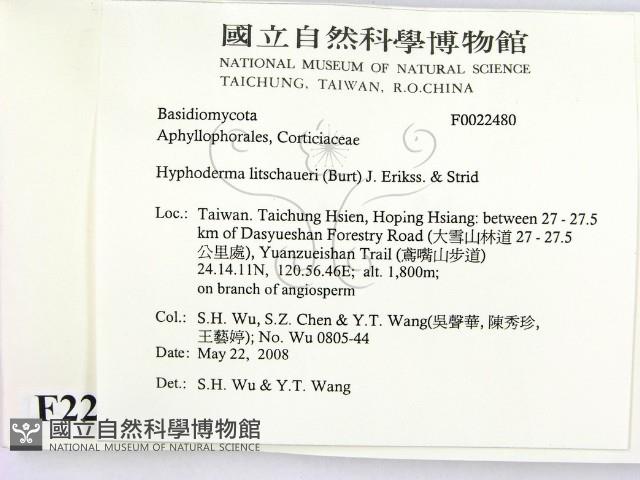 國立自然科學博物館
NATIONAL MUSEUM OF NATURAL SCIENCE
TAICHUNG, TAIWAN, R.O.CHINA
Basidiomycota F0022480
Aphyllophorales, Corticiaceae
Hyphoderma litschaueri (Burt) J. Erikss. & Strid
Loc.: Taiwan. Taichung Hsien, Hoping Hsiang: between 27 - 27.5
km of Dasyueshan Forestry Road (大雪山林道 27 - 27.5
公里處), Yuanzueishan Trail (鳶嘴山步道)
24.14.11N, 120.56.46E; alt. 1,800m;
on branch of angiosperm
Col.: S.H. Wu, S.Z. Chen & Y.T. Wang(吳聲華, 陳秀珍,
王藝婷); No. Wu 0805-44
Date: May 22, 2008
Det.: S.H. Wu & Y.T. Wang
F22
國立自然科學博物館
NATIONAL MUSEUM OF NATURAL SCIENCE